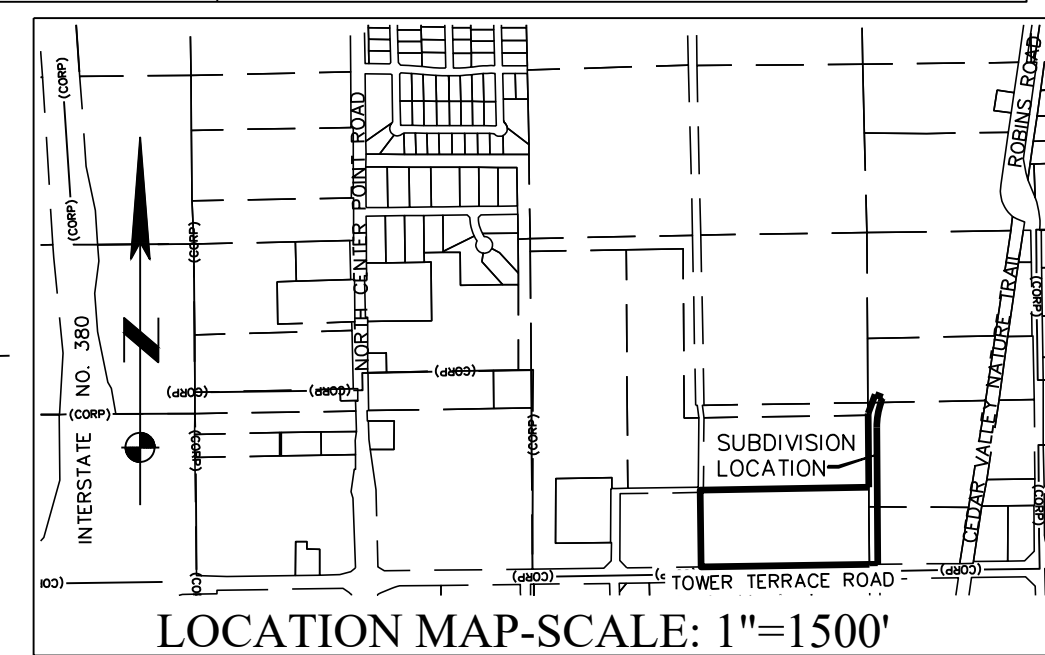 (CORP)
ROBINS ROAD
NORTH CENTER POINT ROAD
(CORP)
(CORP)
CEDAR VALLEY NATURE TRAIL
(CORP)
N
INTERSTATE NO. 380
(CORP)
(CORP)
(CORP)
(CORP)
(CORP)
(CORP)
SUBDIVISION
LOCATION
(CORP)
(CORP)
(CORP)
(CORP)
TOWER TERRACE ROAD
LOCATION MAP-SCALE: 1"=1500'